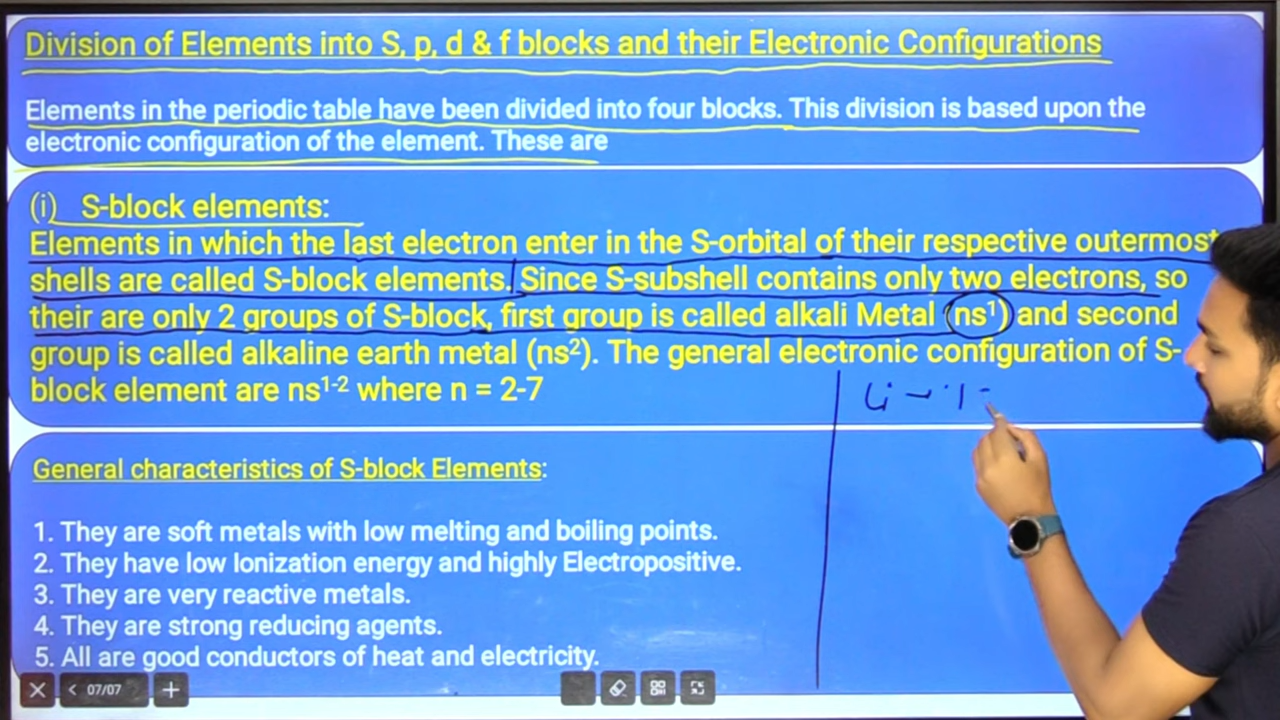 Division of Elements into S, p, d & f blocks and their Electronic Configurations
Elements in the periodic table have been divided into four blocks. This division is based upon the
electronic configuration of the element. These are
(i) S-block elements:
Elements in which the last electron enter in the S-orbital of their respective outermost
shells are called S-block elements. Since S-subshell contains only two electrons, so
their are only 2 groups of S-block, first group is called alkali Metal (ns¹) and second
group is called alkaline earth metal (ns²). The general electronic configuration of S-
block element are ns¹⁻² where n = 2-7
Li
General characteristics of S-block Elements:
1. They are soft metals with low melting and boiling points.
2. They have low Ionization energy and highly Electropositive.
3. They are very reactive metals.
4. They are strong reducing agents.
5. All are good conductors of heat and electricity.
07/07